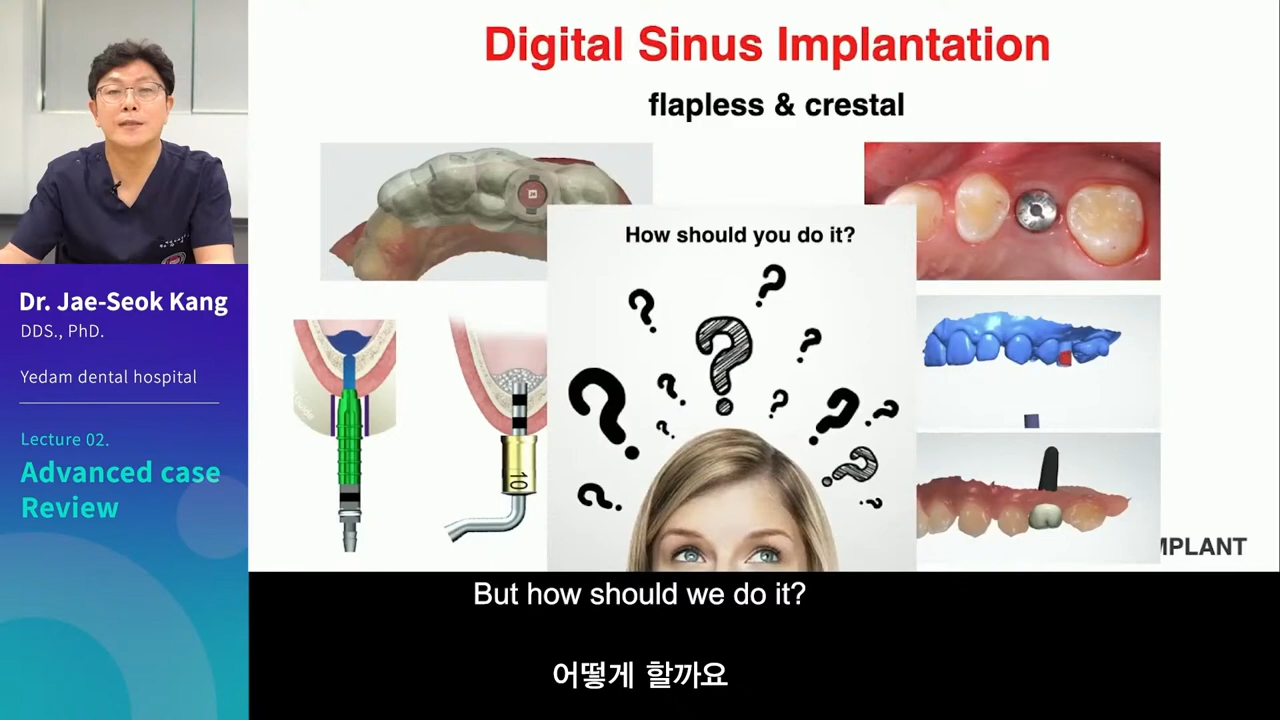 Digital Sinus Implantation
flapless & crestal
How should you do it?
Dr. Jae-Seok Kang
DDS., PhD.
Yedam dental hospital
Lecture 02.
Advanced case
Review
10
MPLANT
But how should we do it?
어떻게 할까요